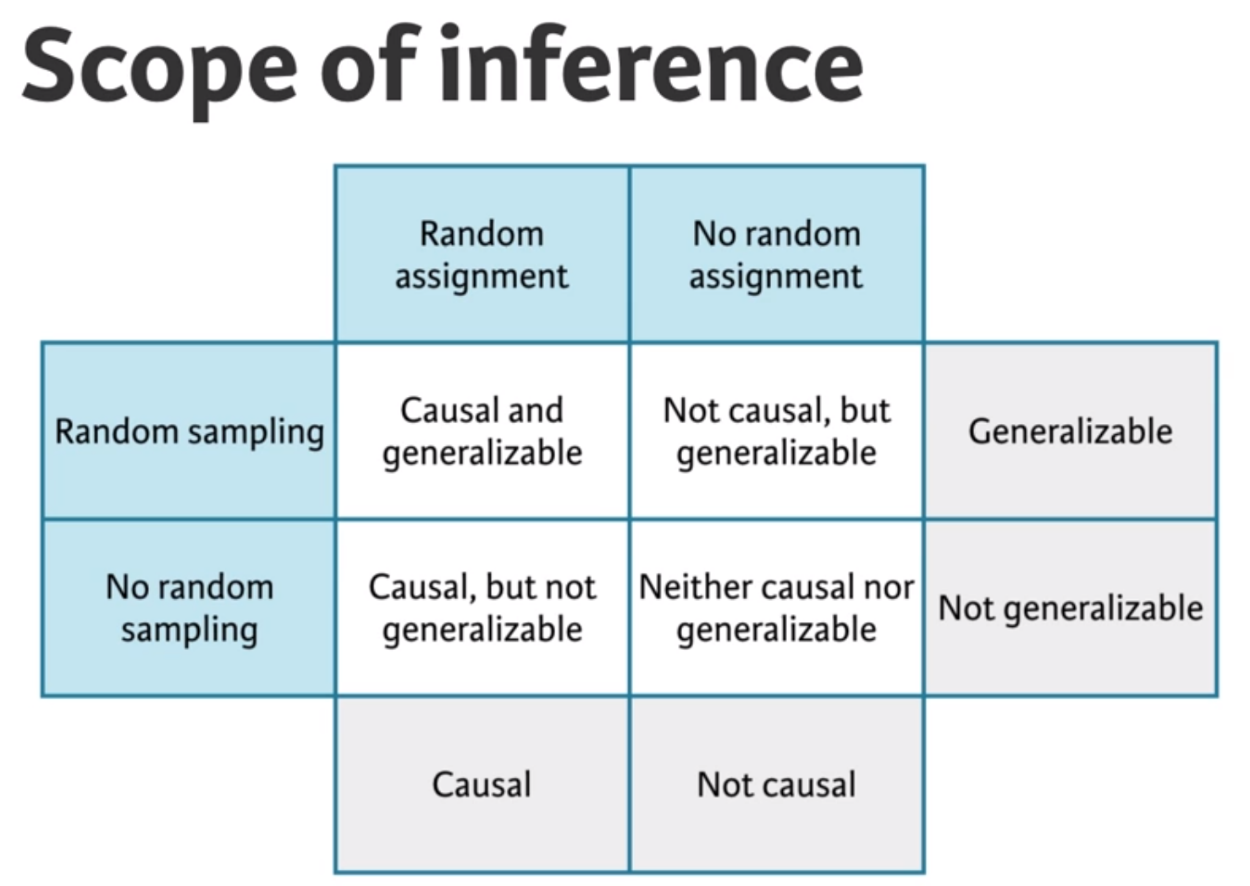 Scope of inference
Random
assignment
No random
assignment
Random sampling
Causal and
generalizable
Not causal, but
generalizable
Generalizable
No random
sampling
Causal, but not
generalizable
Neither causal nor
generalizable
Not generalizable
Causal
Not causal